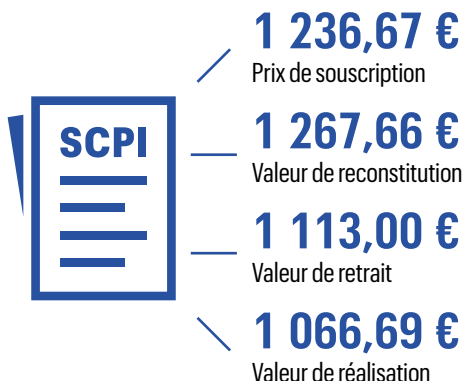 SCPI
1 236,67 €
Prix de souscription
1 267,66 €
Valeur de reconstitution
1 113,00 €
Valeur de retrait
1 066,69 €
Valeur de réalisation